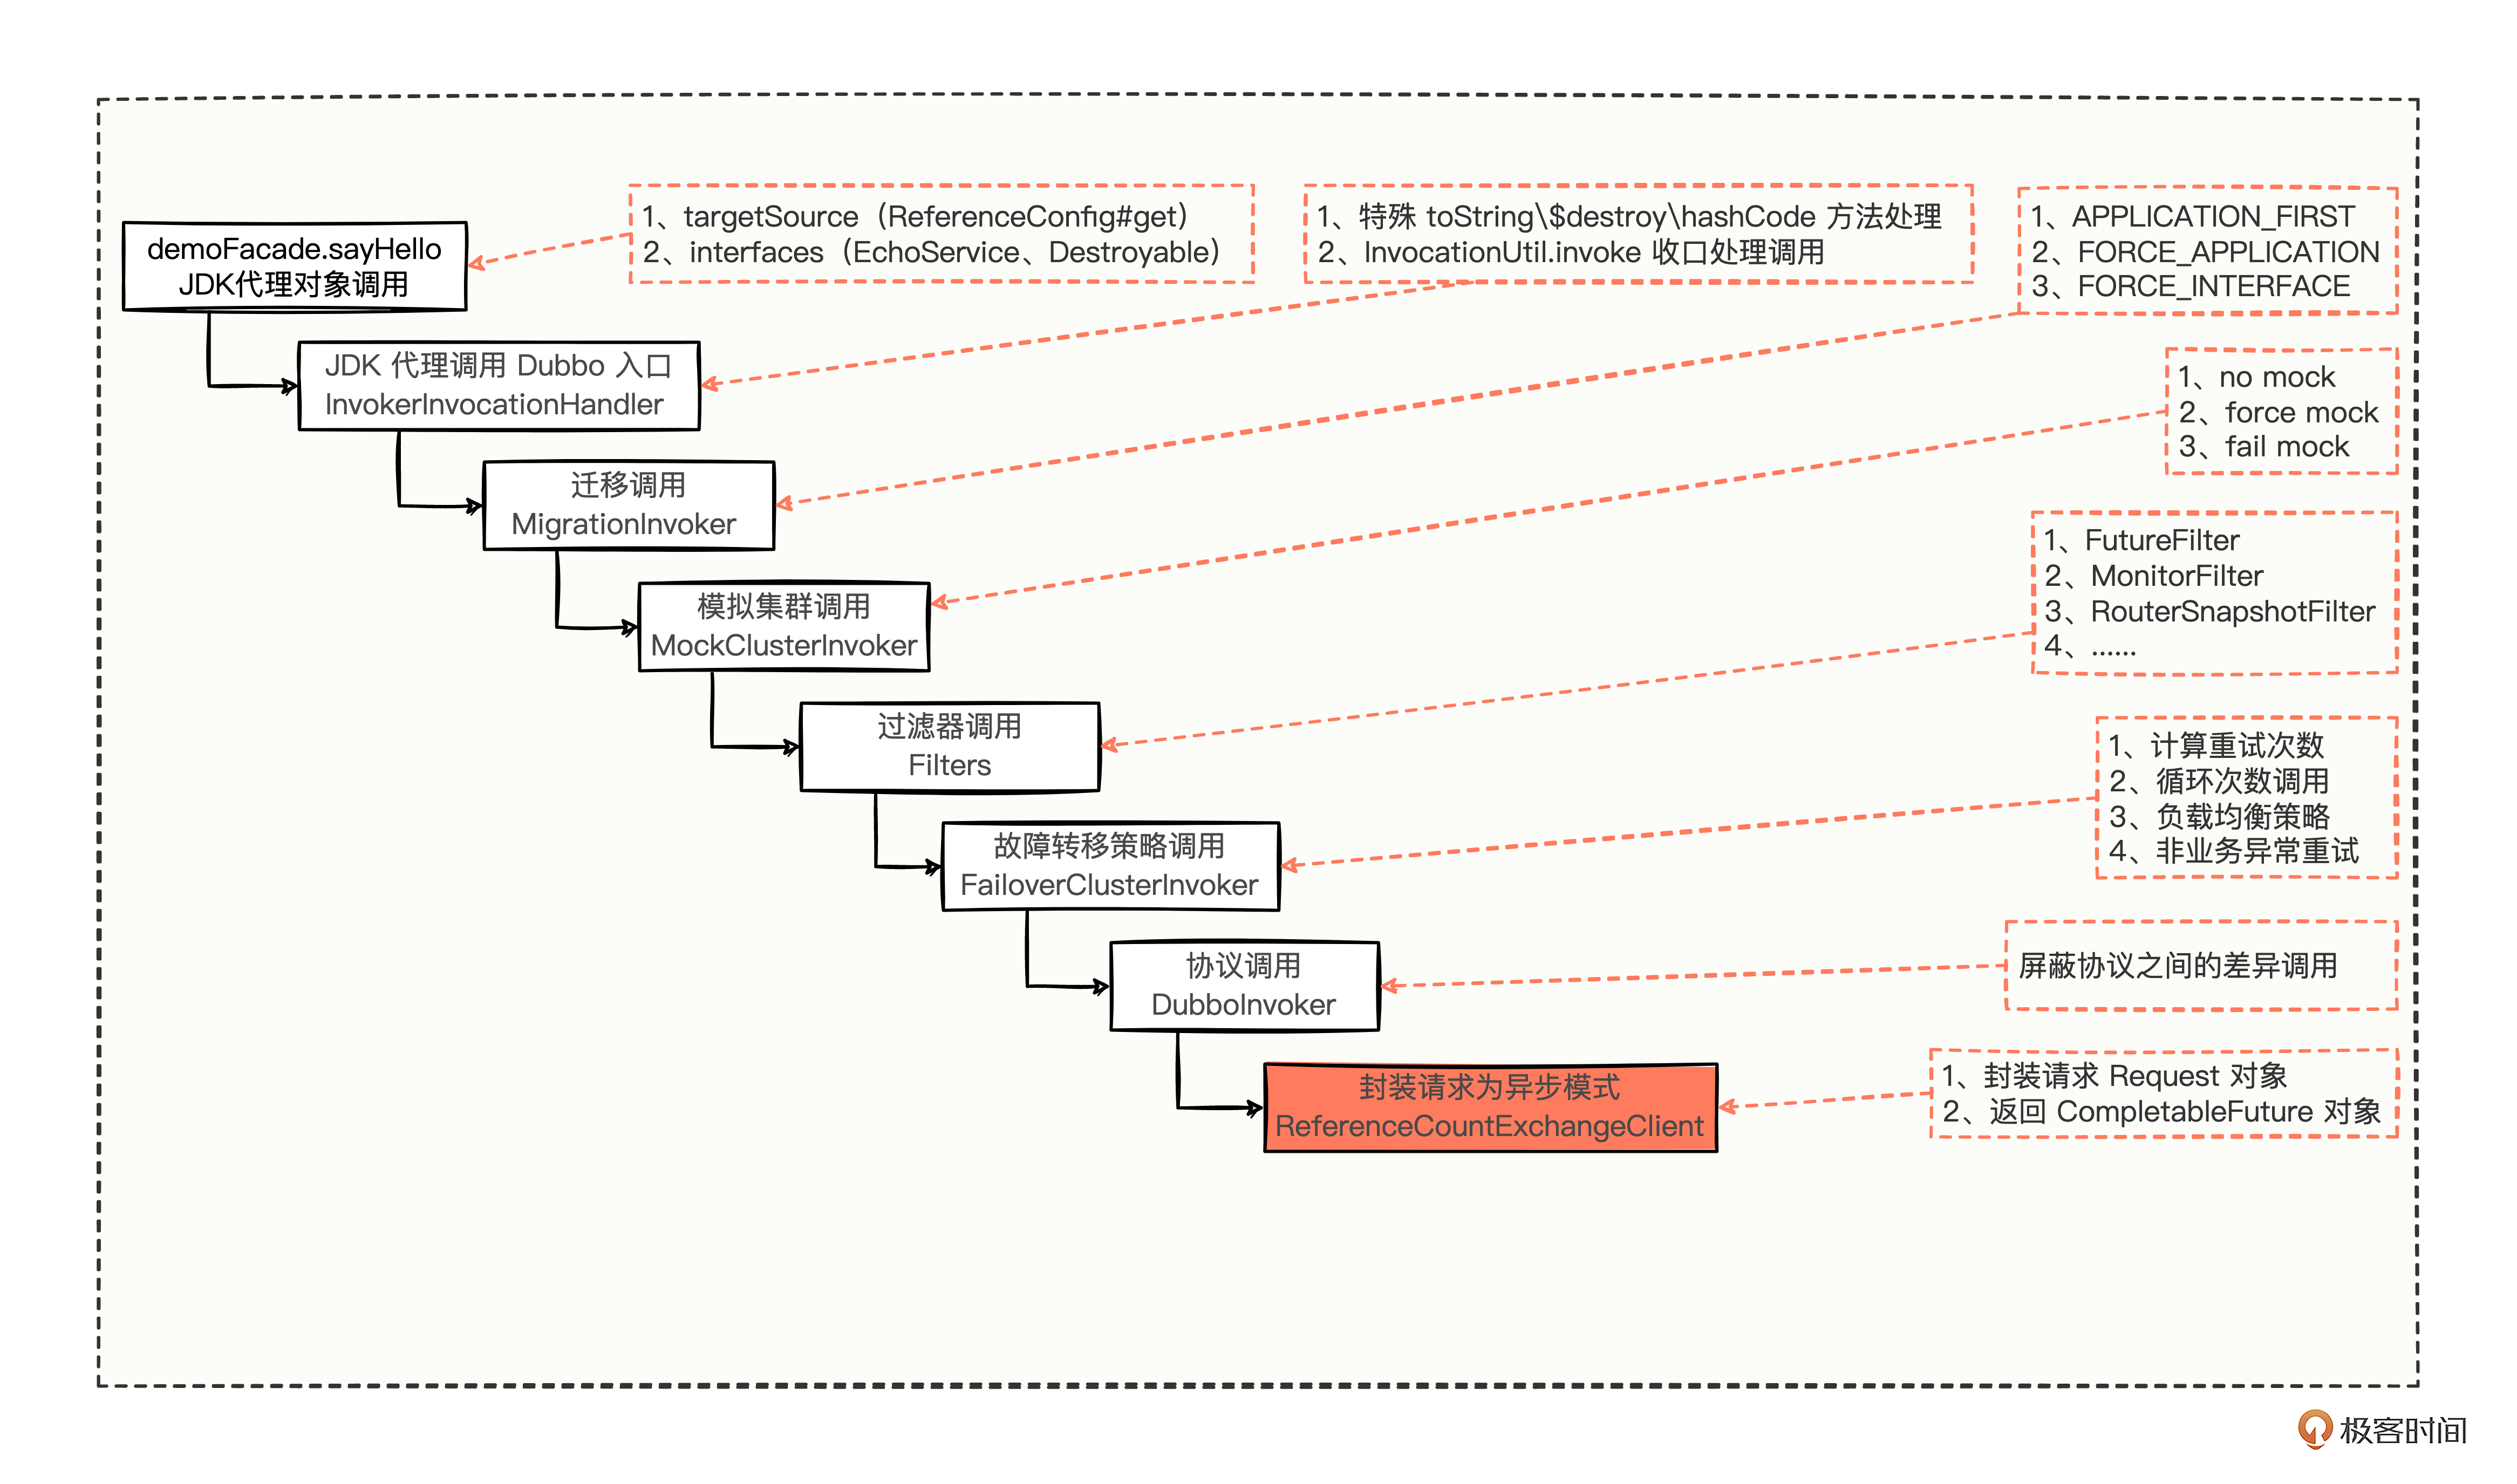 demoFacade.sayHello
JDK代理对象调用
1、targetSource（ReferenceConfig#get）
2、interfaces（EchoService、Destroyable）
1、特殊 toString\$destroy\hashCode 方法处理
2、InvocationUtil.invoke 收口处理调用
1、APPLICATION_FIRST
2、FORCE_APPLICATION
3、FORCE_INTERFACE
JDK 代理调用 Dubbo 入口
InvokerInvocationHandler
1、no mock
2、force mock
3、fail mock
迁移调用
MigrationInvoker
1、FutureFilter
2、MonitorFilter
3、RouterSnapshotFilter
4、......
模拟集群调用
MockClusterInvoker
过滤器调用
Filters
1、计算重试次数
2、循环次数调用
3、负载均衡策略
4、非业务异常重试
故障转移策略调用
FailoverClusterInvoker
协议调用
DubboInvoker
屏蔽协议之间的差异调用
封装请求为异步模式
ReferenceCountExchangeClient
1、封装请求 Request 对象
2、返回 CompletableFuture 对象
极客时间